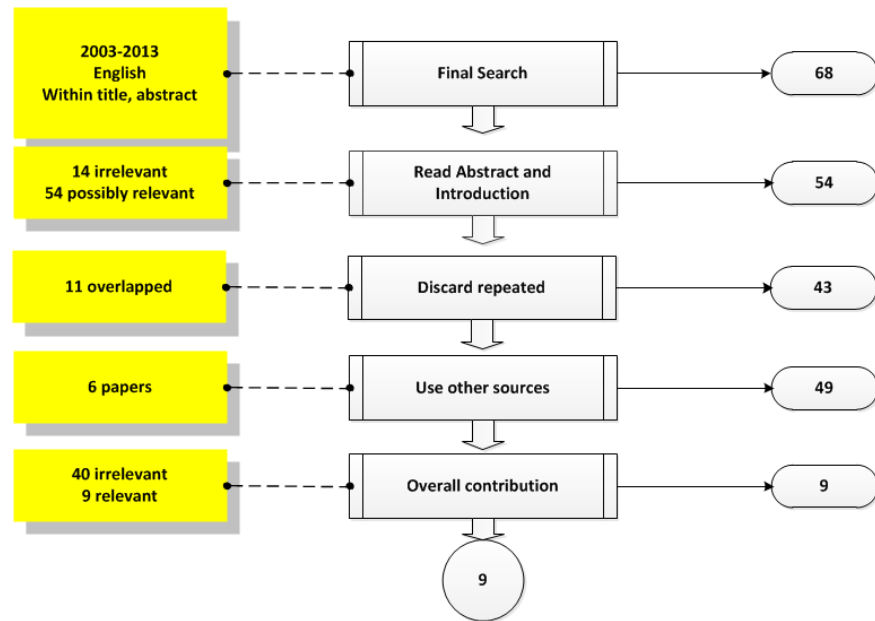 2003-2013
English
Within title, abstract
Final Search
68
14 irrelevant
54 possibly relevant
Read Abstract and
Introduction
54
11 overlapped
Discard repeated
43
6 papers
Use other sources
49
40 irrelevant
9 relevant
Overall contribution
9
9